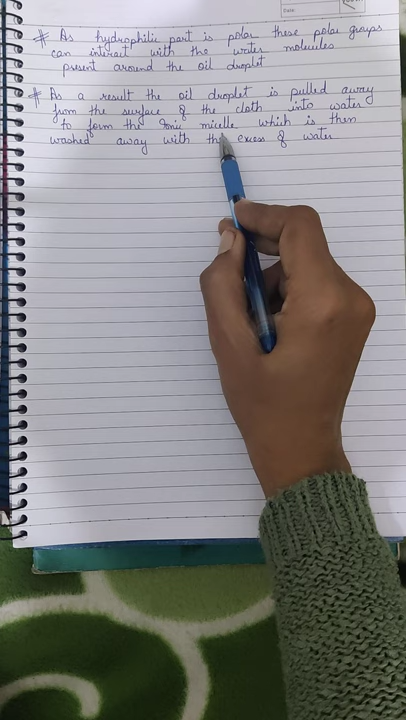 Date:
# As hydrophilic part is polar these polar groups
can interact with the water molecules
present around the oil droplet
# As a result the oil droplet is pulled away
from the surface of the cloth into water
to form the Ionic micelle which is then
washed away with the excess of water